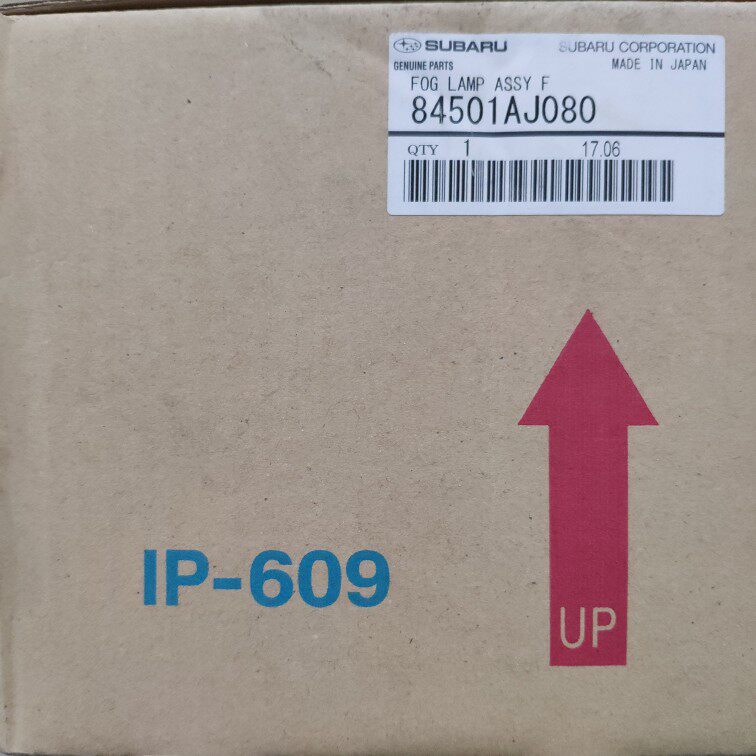 SUBARU SUBARU CORPORATION
GENUINE PARTS MADE IN JAPAN
FOG LAMP ASSY F
84501AJ080
QTY 1 17.06
IP-609
UP